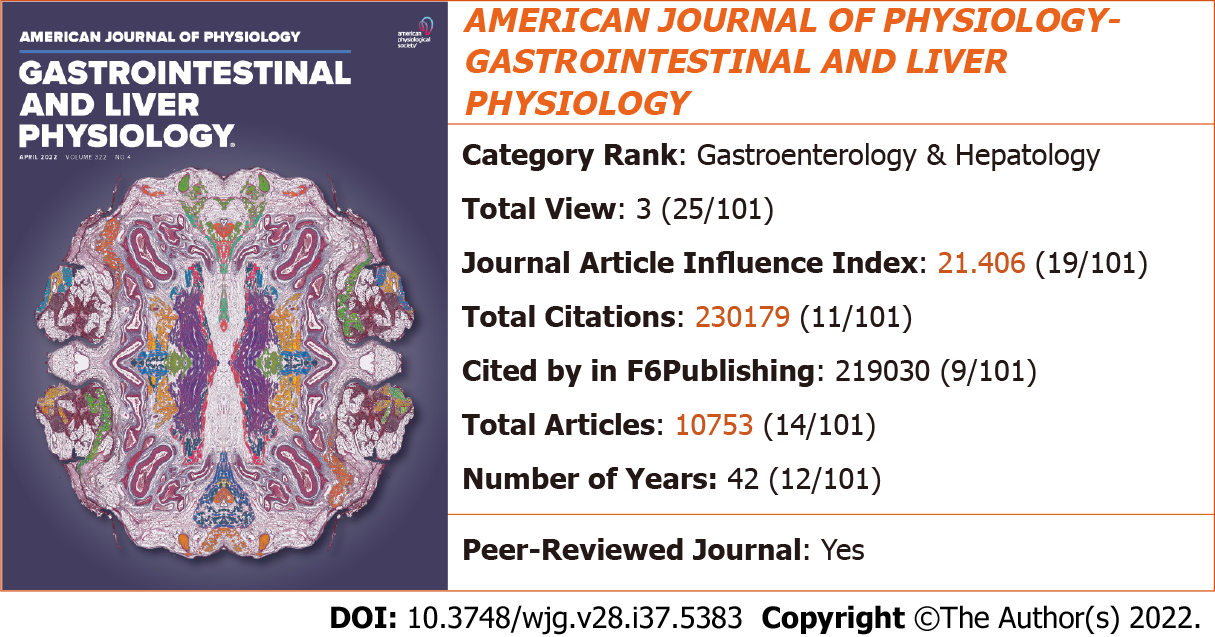 AMERICAN JOURNAL OF PHYSIOLOGY
american
physiological
society
GASTROINTESTINAL
AND LIVER
PHYSIOLOGY®
APRIL 2022 VOLUME 322 NO 4
AMERICAN JOURNAL OF PHYSIOLOGY-
GASTROINTESTINAL AND LIVER
PHYSIOLOGY
Category Rank: Gastroenterology & Hepatology
Total View: 3 (25/101)
Journal Article Influence Index: 21.406 (19/101)
Total Citations: 230179 (11/101)
Cited by in F6Publishing: 219030 (9/101)
Total Articles: 10753 (14/101)
Number of Years: 42 (12/101)
Peer-Reviewed Journal: Yes
DOI: 10.3748/wjg.v28.i37.5383 Copyright ©The Author(s) 2022.